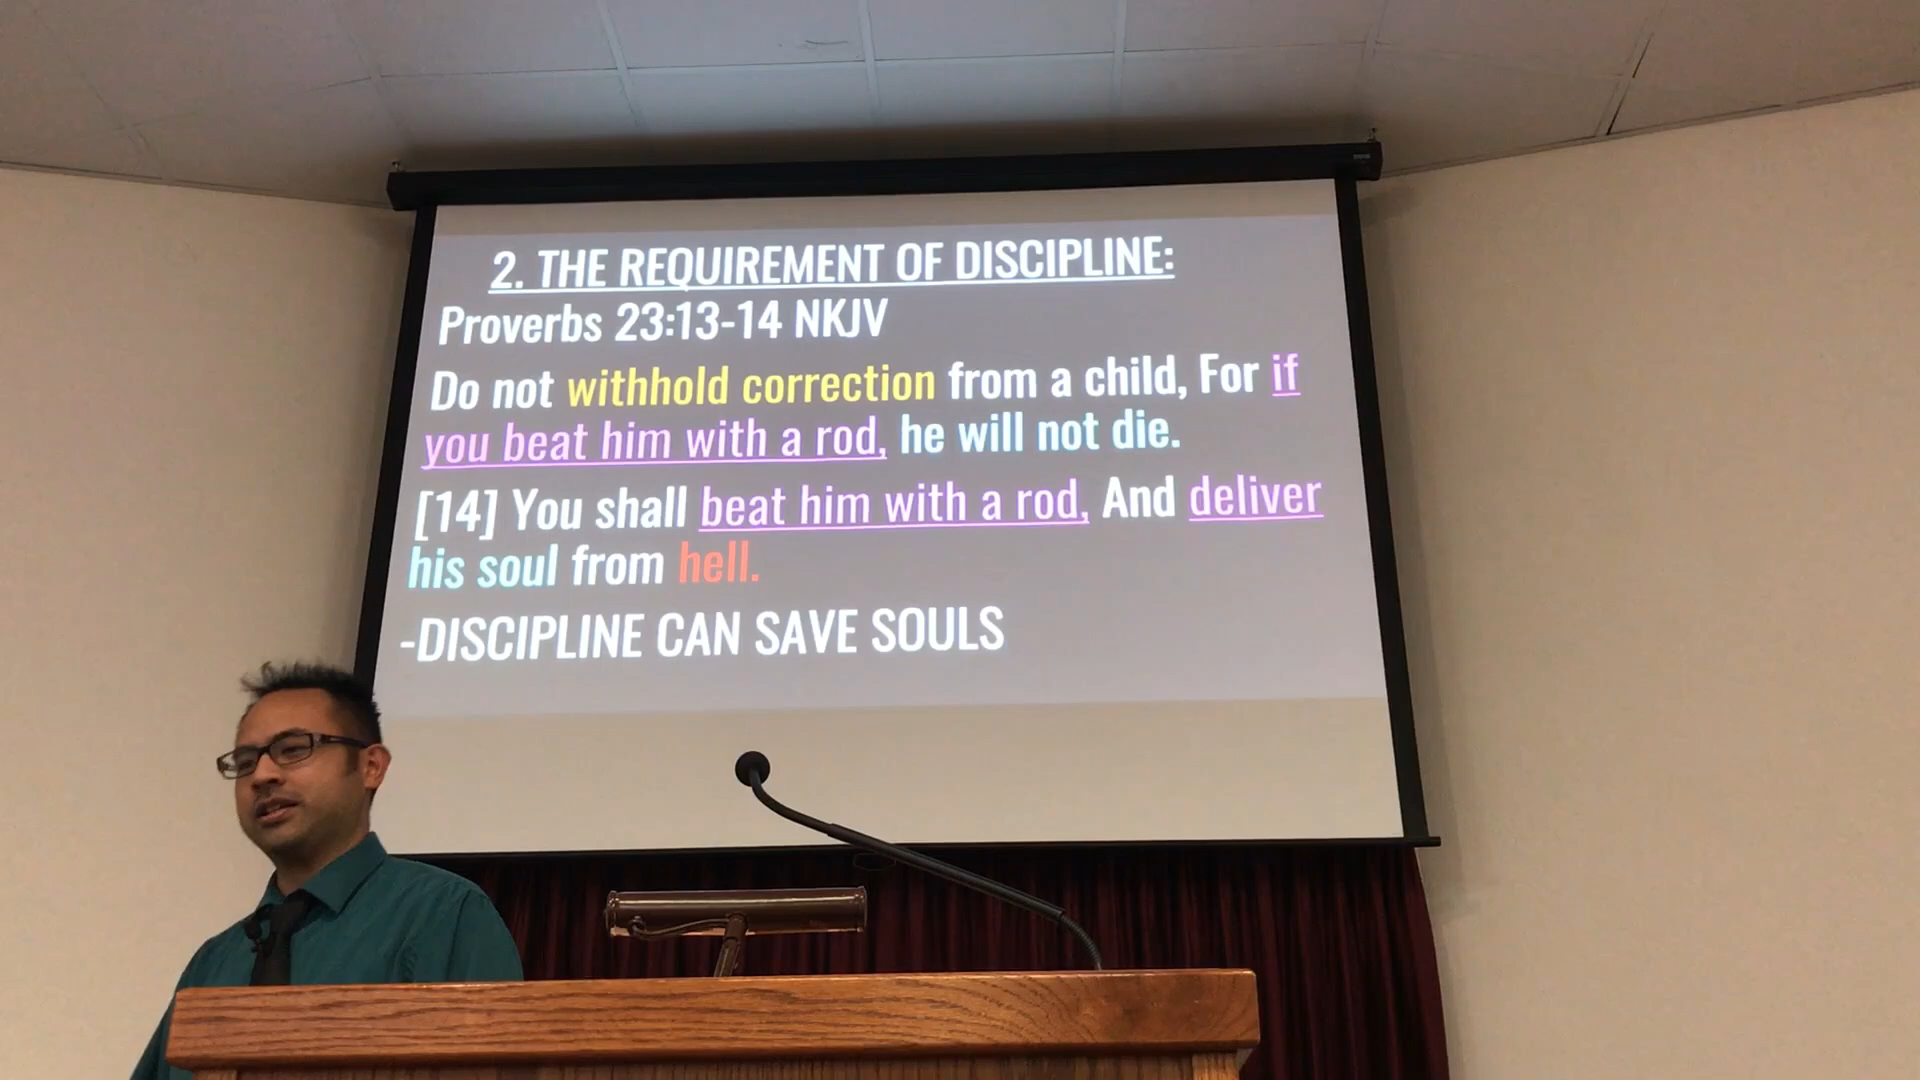 2. THE REQUIREMENT OF DISCIPLINE:
Proverbs 23:13-14 NKJV
Do not withhold correction from a child, For if
you beat him with a rod, he will not die.
[14] You shall beat him with a rod, And deliver
his soul from hell.
-DISCIPLINE CAN SAVE SOULS